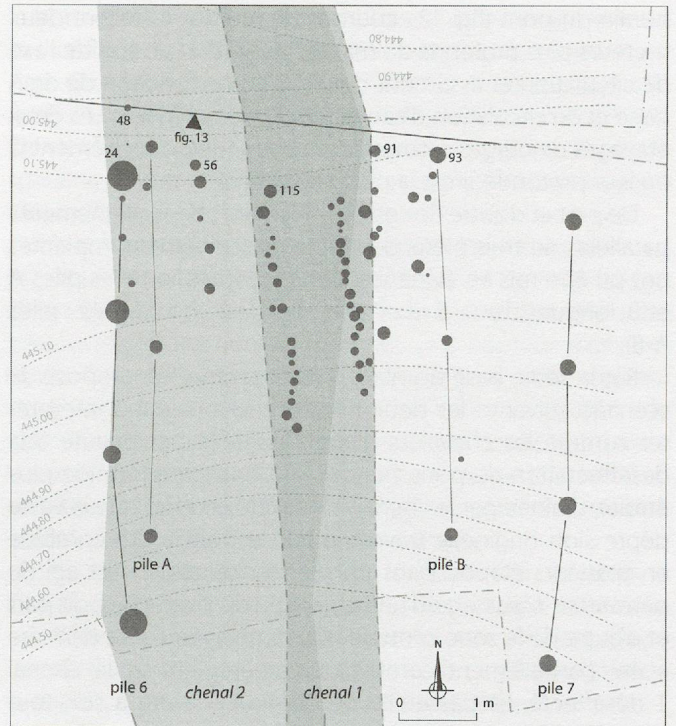 444.80
444.90
445.00
48
fig. 13
445.10
24
56
91
93
115
445.10
445.00
444.90
444.80
444.70
pile A
pile B
444.60
444.50
N
pile 6
chenal 2
chenal 1
pile 7
0
1 m